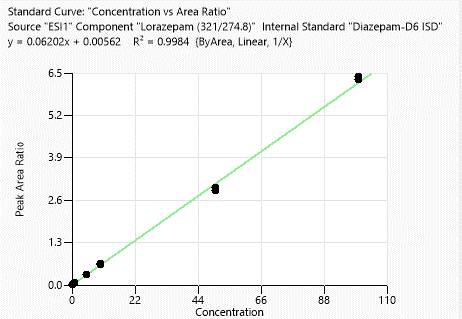 Standard Curve: "Concentration vs Area Ratio"
Source "ESI1" Component "Lorazepam (321/274.8)" Internal Standard "Diazepam-D6 ISD"
y = 0.06202x + 0.00562 R² = 0.9984 {ByArea, Linear, 1/X}
6.5
5.2
3.9
2.6
1.3
0.0
Peak Area Ratio
0 22 44 66 88 110
Concentration